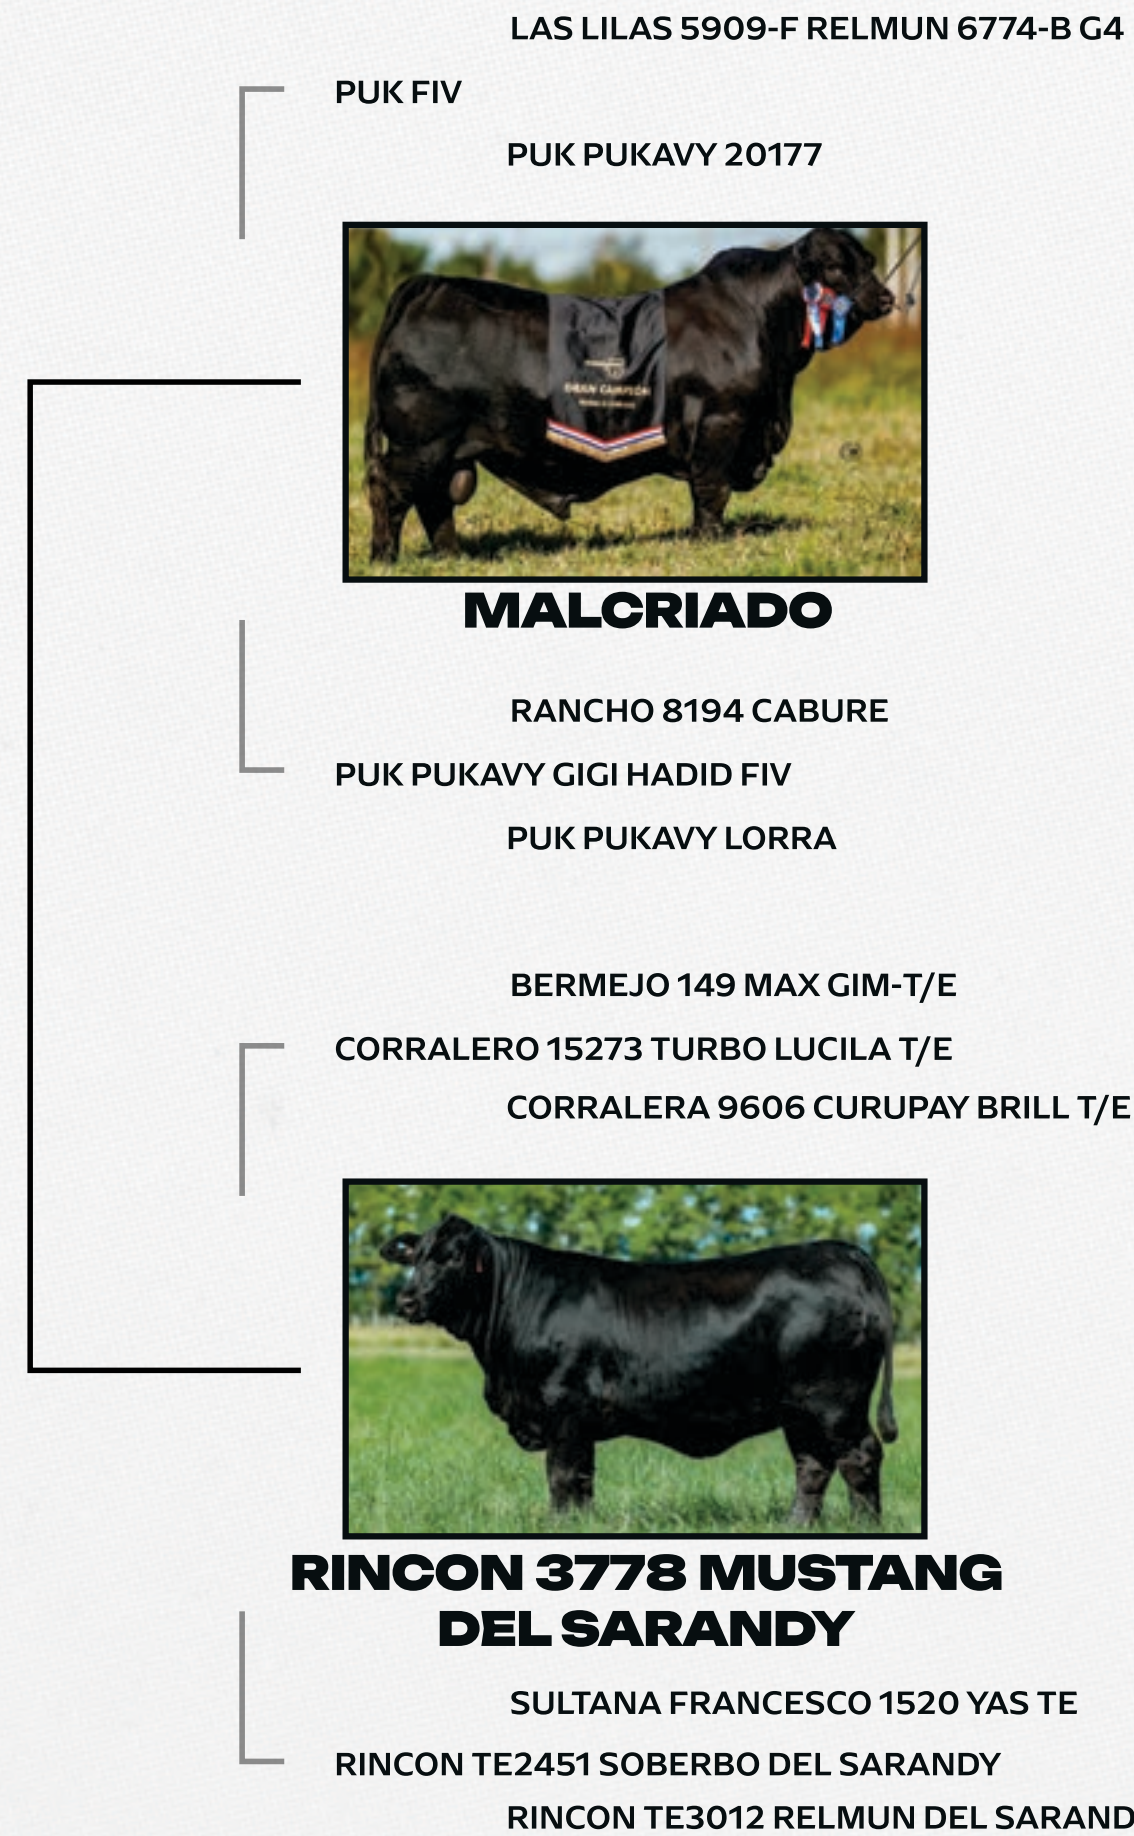 LAS LILAS 5909-F RELMUN 6774-B G4
PUK FIV
PUK PUKAVY 20177
GRAN CAMPEON
MALCRIADO
RANCHO 8194 CABURE
PUK PUKAVY GIGI HADID FIV
PUK PUKAVY LORRA
BERMEJO 149 MAX GIM-T/E
CORRALERO 15273 TURBO LUCILA T/E
CORRALERA 9606 CURUPAY BRILL T/E
RINCON 3778 MUSTANG
DEL SARANDY
SULTANA FRANCESCO 1520 YAS TE
RINCON TE2451 SOBERBO DEL SARANDY
RINCON TE3012 RELMUN DEL SARAND